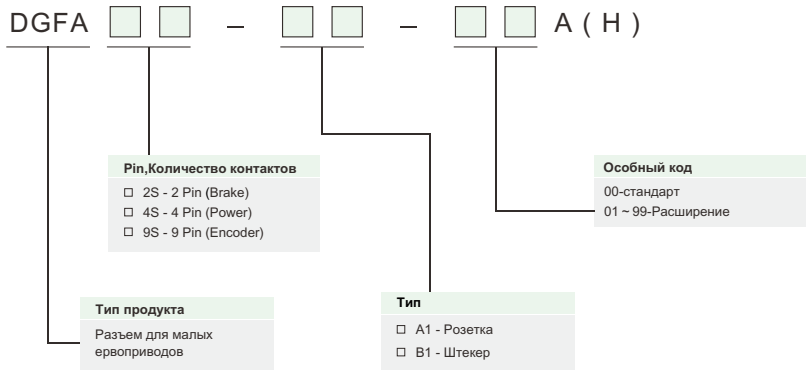 DGFA □ □ – □ □ – □ □ A ( H )
Pin,Количество контактов
□ 2S - 2 Pin (Brake)
□ 4S - 4 Pin (Power)
□ 9S - 9 Pin (Encoder)
Особный код
00-стандарт
01 ~ 99-Расширение
Тип продукта
Разъем для малых
ервоприводов
Тип
□ A1 - Розетка
□ B1 - Штекер